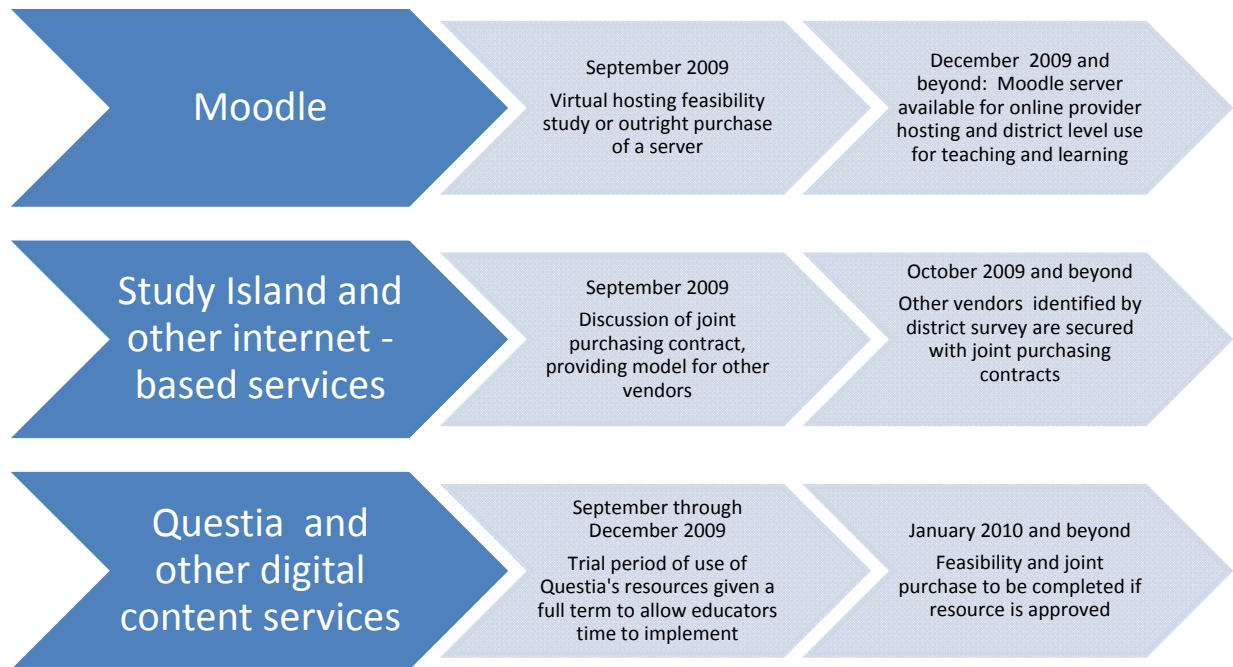 Moodle
September 2009
Virtual hosting feasibility
study or outright purchase
of a server
December  2009 and
beyond:  Moodle server
available for online provider
hosting and district level use
for teaching and learning
Study Island and
other internet -
based services
September 2009
Discussion of joint
purchasing contract,
providing model for other
vendors
October 2009 and beyond
Other vendors  identified by
district survey are secured
with joint purchasing
contracts
Questia  and
other digital
content services
September through
December 2009
Trial period of use of
Questia's resources given a
full term to allow educators
time to implement
January 2010 and beyond
Feasibility and joint
purchase to be completed if
resource is approved